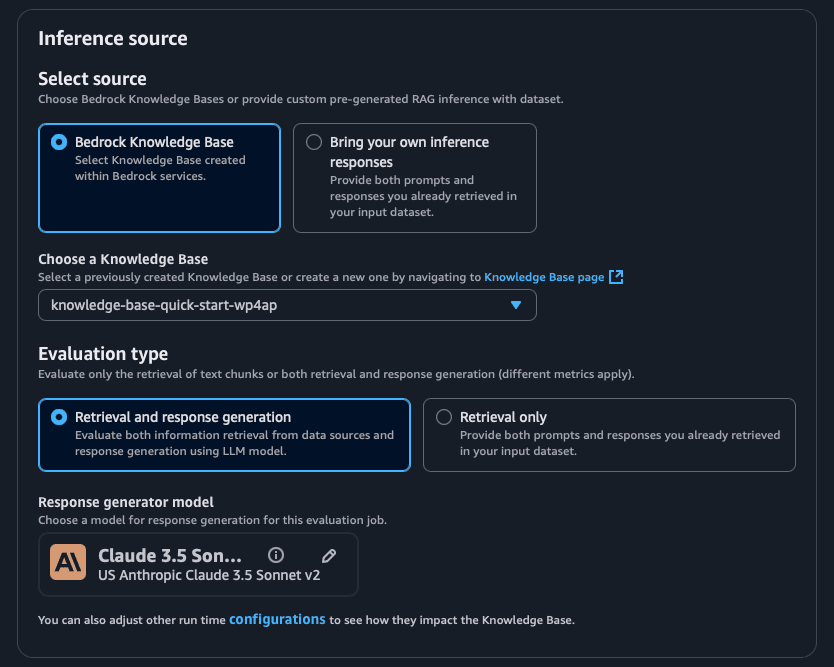 Inference source
Select source
Choose Bedrock Knowledge Bases or provide custom pre-generated RAG inference with dataset.
Bedrock Knowledge Base
Select Knowledge Base created
within Bedrock services.
Bring your own inference
responses
Provide both prompts and
responses you already retrieved in
your input dataset.
Choose a Knowledge Base
Select a previously created Knowledge Base or create a new one by navigating to Knowledge Base page
knowledge-base-quick-start-wp4ap
Evaluation type
Evaluate only the retrieval of text chunks or both retrieval and response generation (different metrics apply).
Retrieval and response generation
Evaluate both information retrieval from data sources and
response generation using LLM model.
Retrieval only
Provide both prompts and responses you already retrieved
in your input dataset.
Response generator model
Choose a model for response generation for this evaluation job.
Claude 3.5 Son...
US Anthropic Claude 3.5 Sonnet v2
You can also adjust other run time configurations to see how they impact the Knowledge Base.